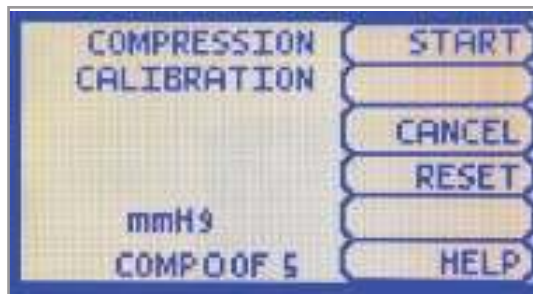 COMPRESSION
CALIBRATION
mmHg
COMP 0 OF 5
START
CANCEL
RESET
HELP